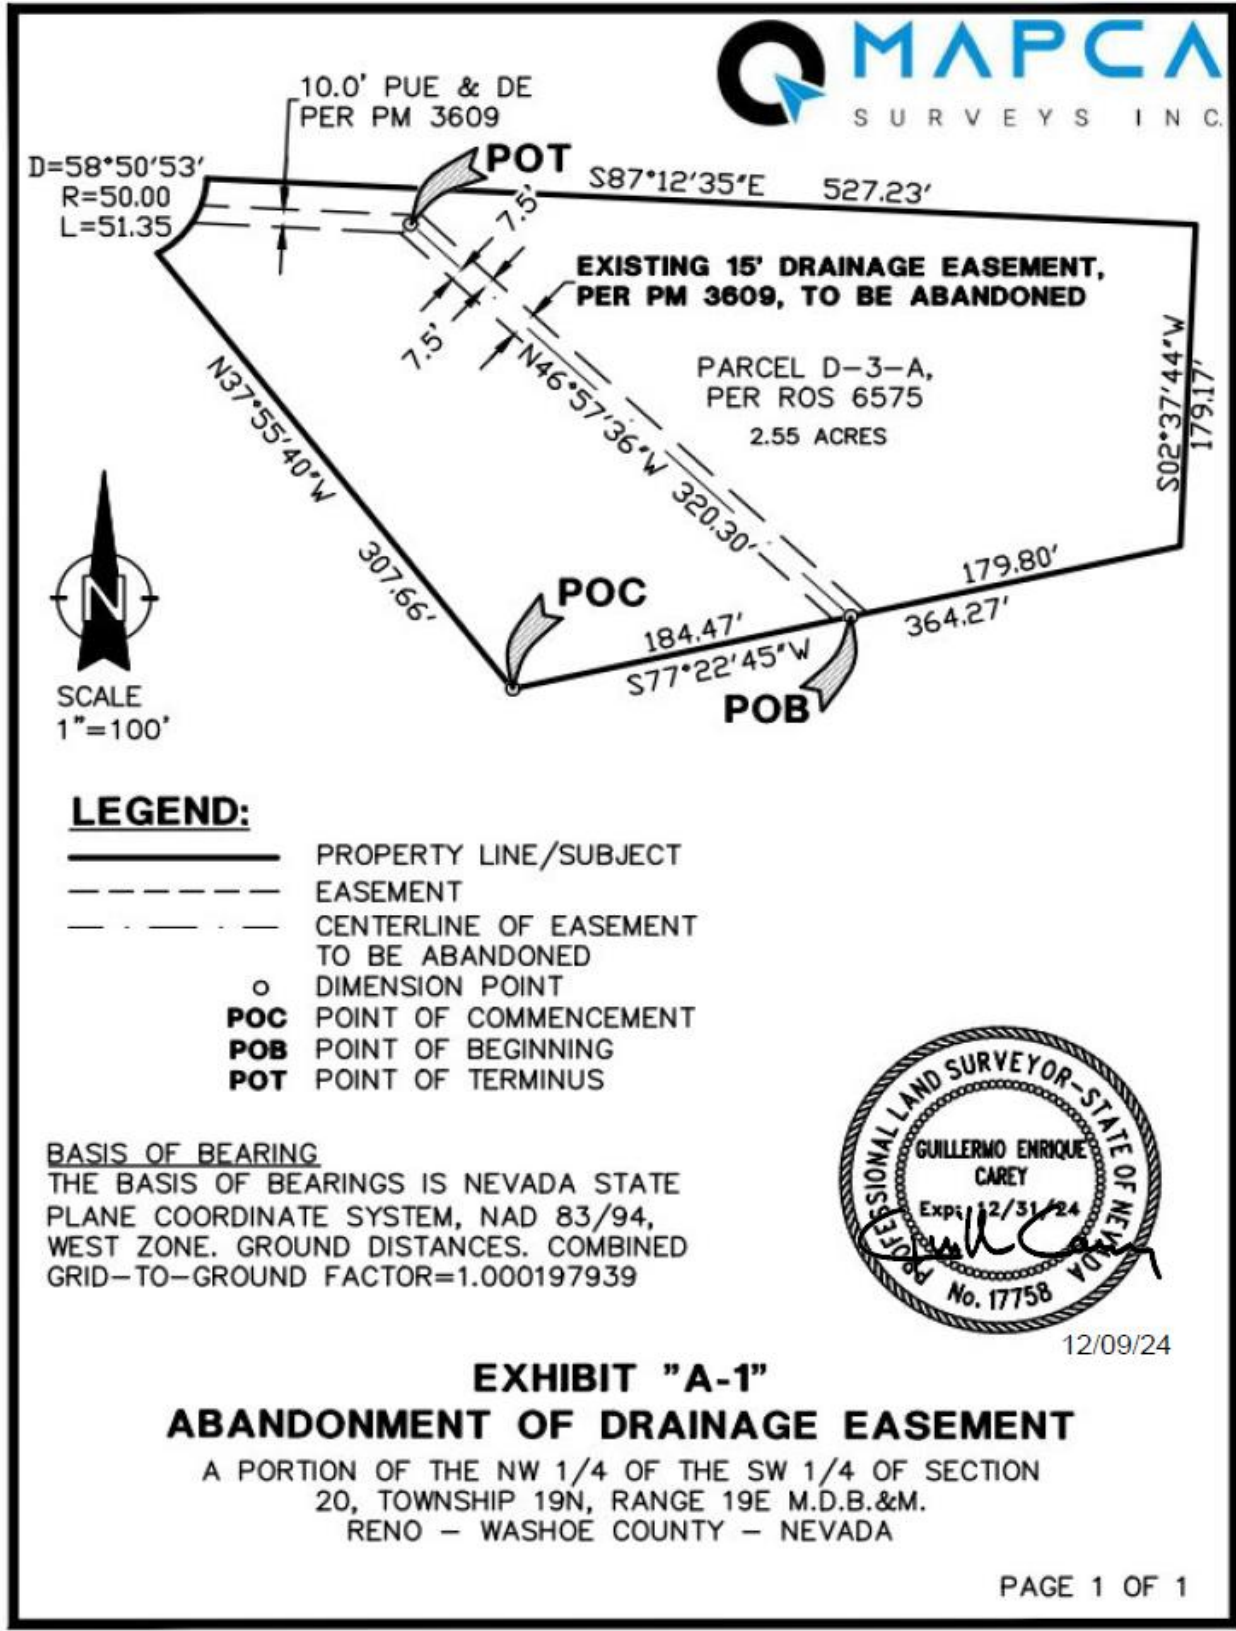 MAPCA
SURVEYS INC.
10.0' PUE & DE
PER PM 3609
D=58°50'53'
R=50.00
L=51.35
POT
S87°12'35"E 527.23'
7.5'
7.5'
EXISTING 15' DRAINAGE EASEMENT,
PER PM 3609, TO BE ABANDONED
PARCEL D-3-A,
PER ROS 6575
2.55 ACRES
S02°37'44"W
179.17'
N46°57'36"W 320.30'
N37°55'40"W 307.66'
N
SCALE
1"=100'
POC
184.47'
S77°22'45"W
POB
179.80'
364.27'
LEGEND:
PROPERTY LINE/SUBJECT
EASEMENT
CENTERLINE OF EASEMENT
TO BE ABANDONED
DIMENSION POINT
POC POINT OF COMMENCEMENT
POB POINT OF BEGINNING
POT POINT OF TERMINUS
BASIS OF BEARING
THE BASIS OF BEARINGS IS NEVADA STATE
PLANE COORDINATE SYSTEM, NAD 83/94,
WEST ZONE. GROUND DISTANCES. COMBINED
GRID-TO-GROUND FACTOR=1.000197939
PROFESSIONAL LAND SURVEYOR-STATE OF NEVADA
GUILLERMO ENRIQUE
CAREY
Exp: 12/31/24
No. 17758
12/09/24
EXHIBIT "A-1"
ABANDONMENT OF DRAINAGE EASEMENT
A PORTION OF THE NW 1/4 OF THE SW 1/4 OF SECTION
20, TOWNSHIP 19N, RANGE 19E M.D.B.&M.
RENO - WASHOE COUNTY - NEVADA
PAGE 1 OF 1